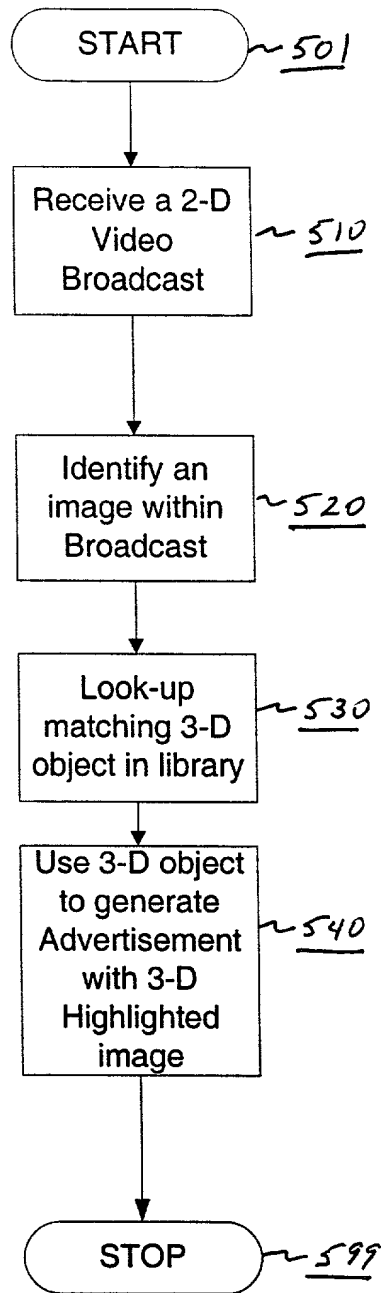 START
501
Receive a 2-D
Video
Broadcast
510
Identify an
image within
Broadcast
520
Look-up
matching 3-D
object in library
530
Use 3-D object
to generate
Advertisement
with 3-D
Highlighted
image
540
STOP
599